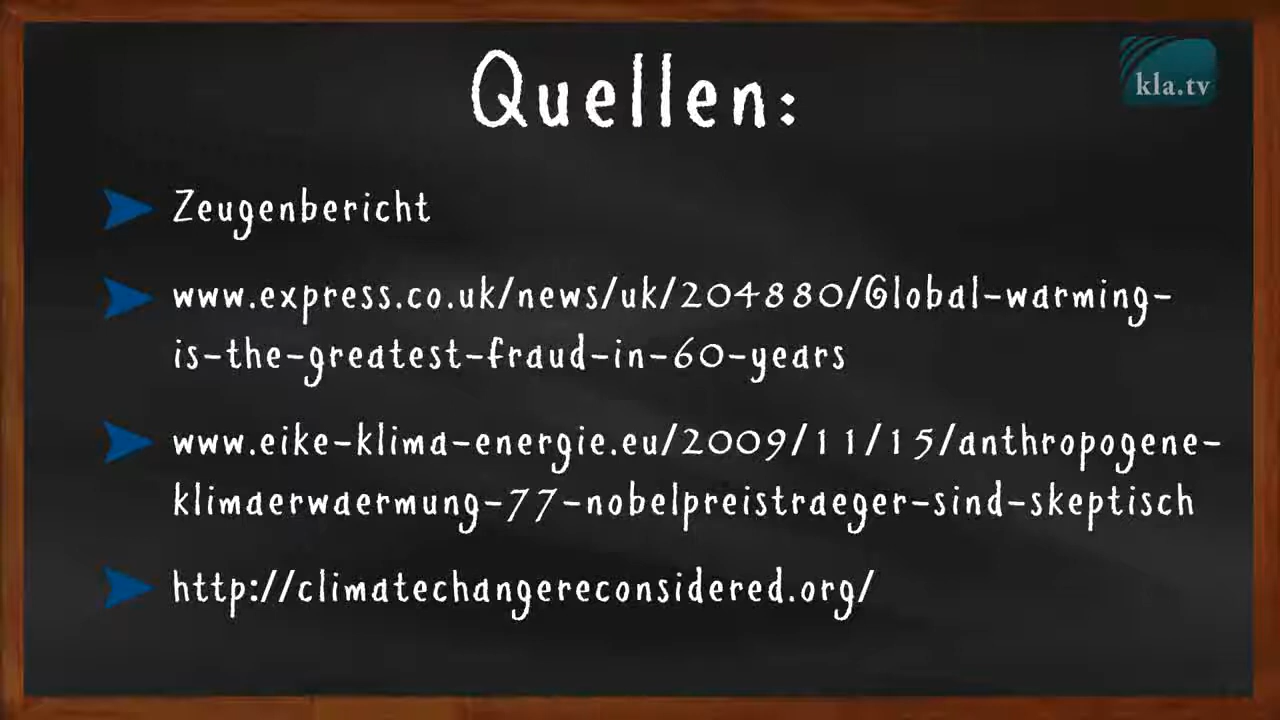 Quellen:
kla.tv
Zeugenbericht
www.express.co.uk/news/uk/204880/Global-warming-
is-the-greatest-fraud-in-60-years
www.eike-klima-energie.eu/2009/11/15/anthropogene-
klimaerwaermung-77-nobelpreistraeger-sind-skeptisch
http://climatechangereconsidered.org/